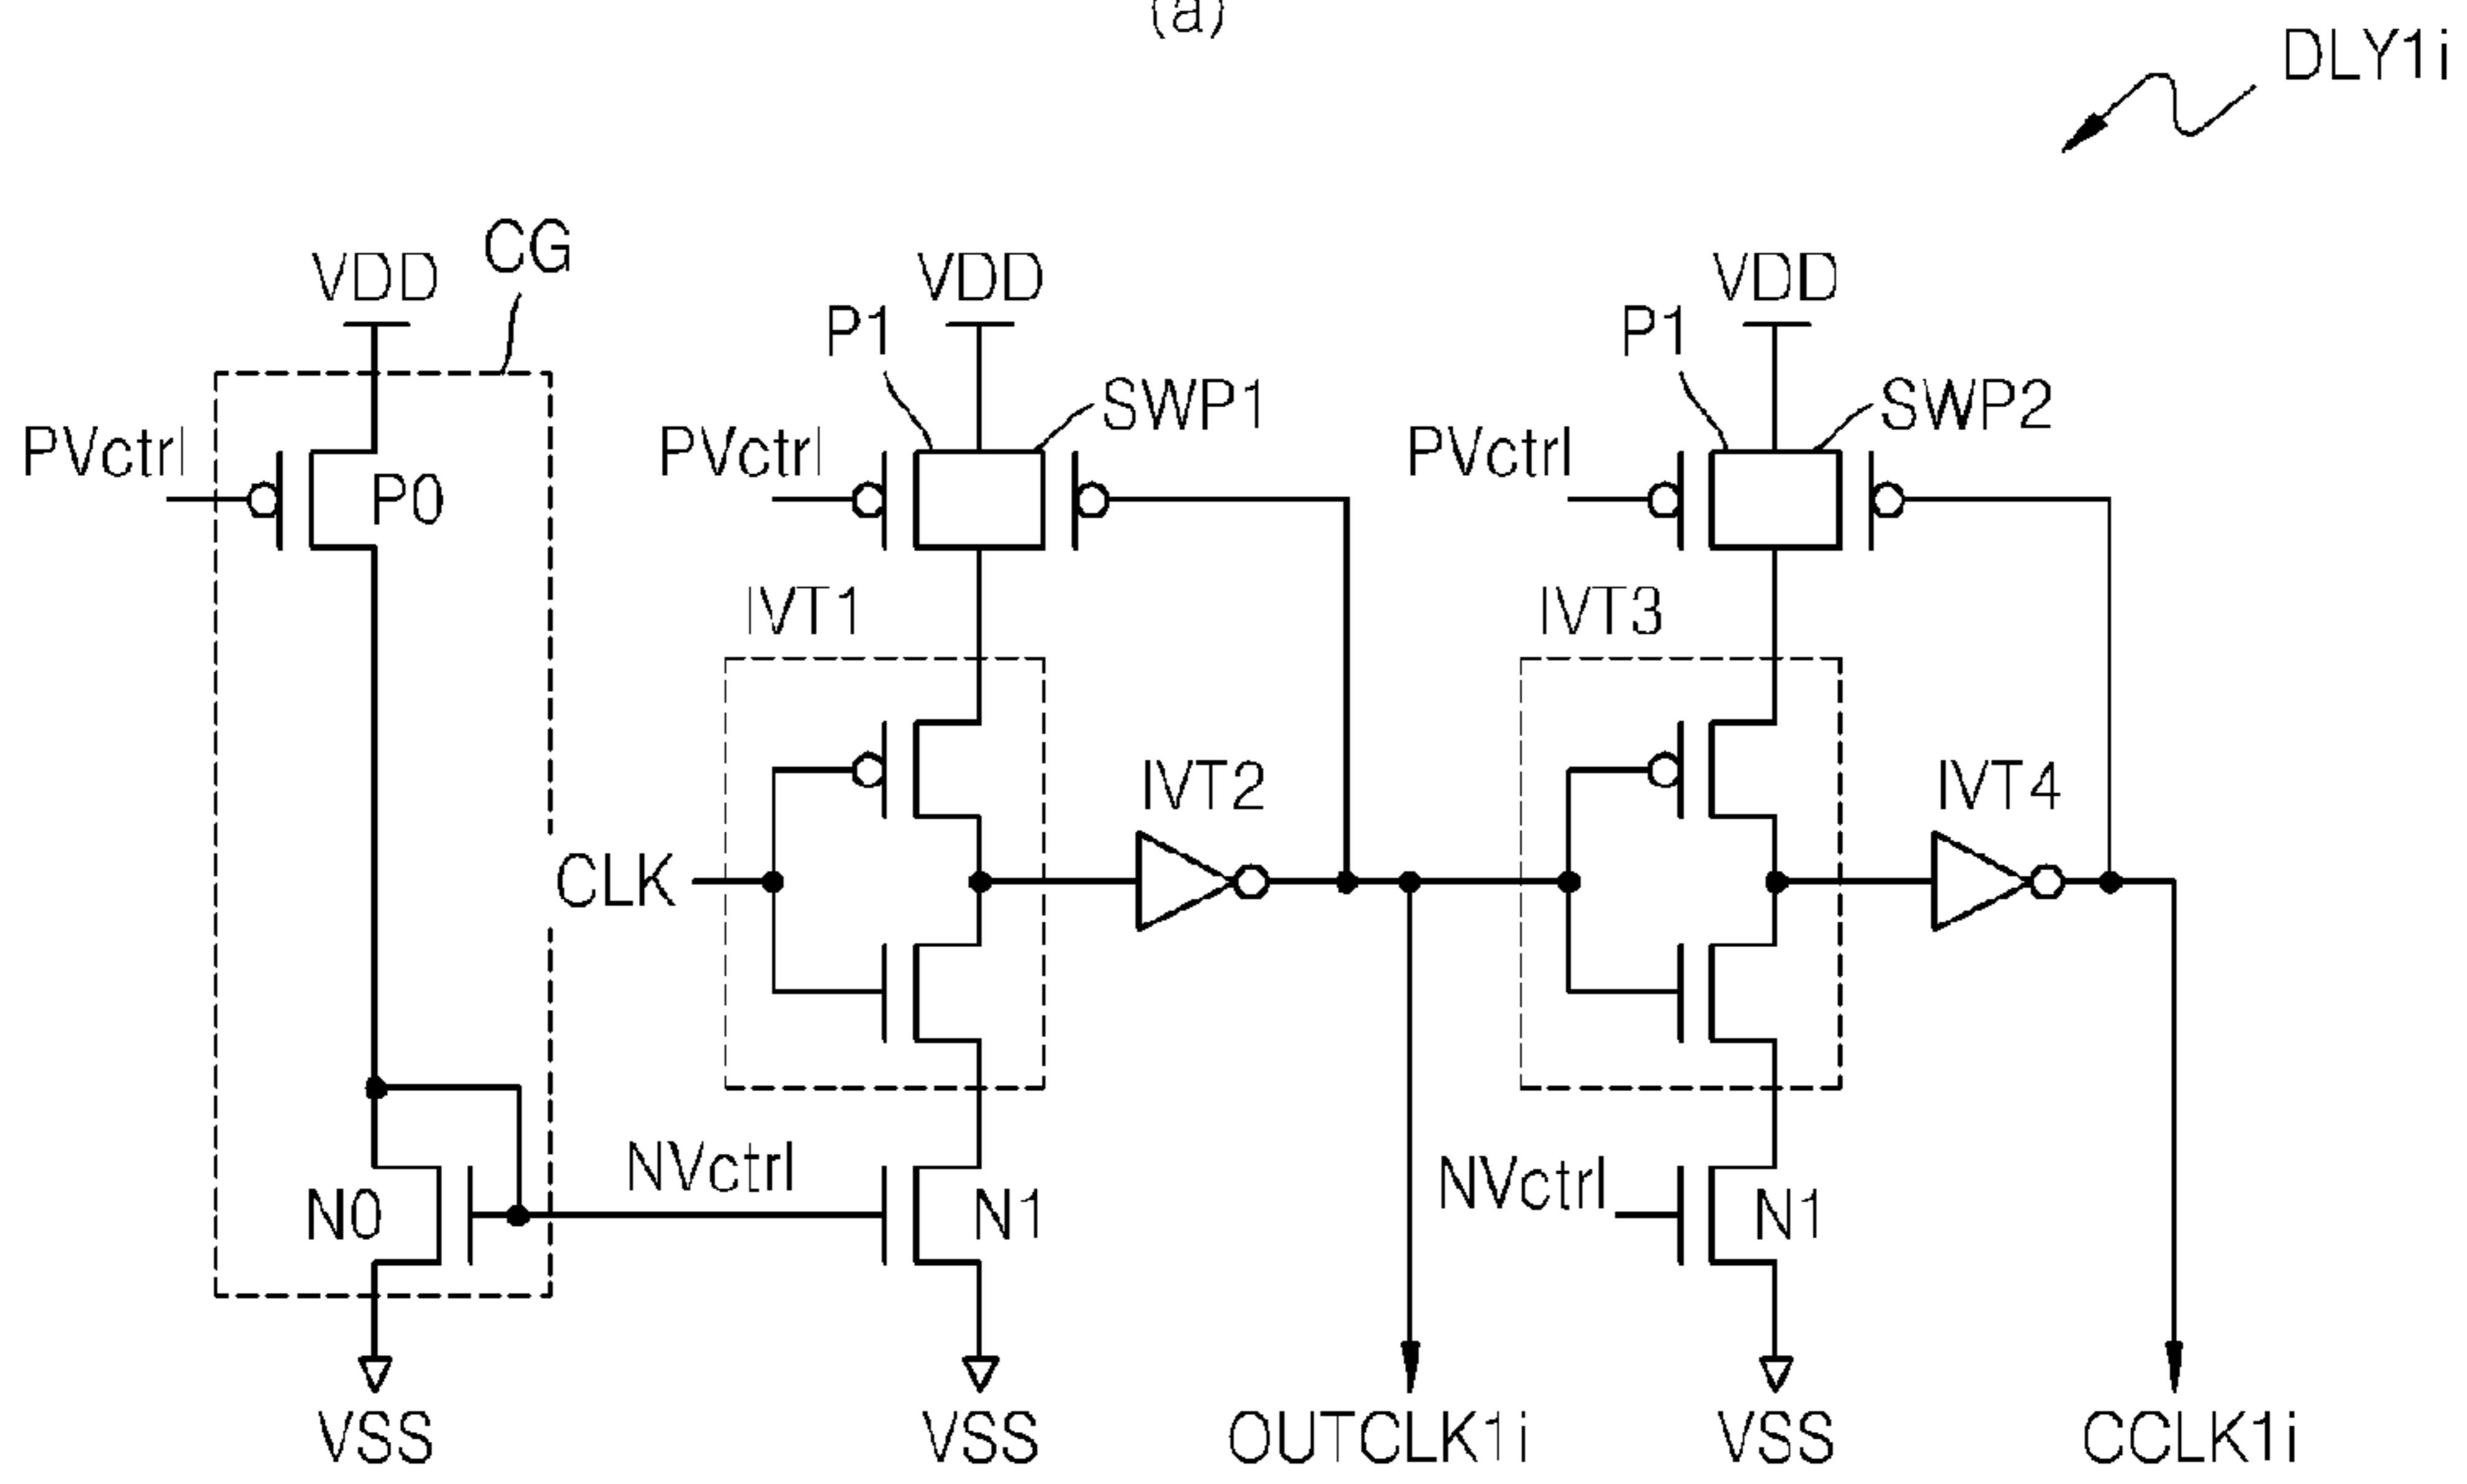 (a)
DLY1i
CG
VDD
VDD
VDD
P1
P1
SWP1
SWP2
PVctrl
PVctrl
PVctrl
P0
IVT1
IVT3
IVT2
IVT4
CLK
NVctrl
NVctrl
N0
N1
N1
VSS
VSS
OUTCLK1i
VSS
CCLK1i